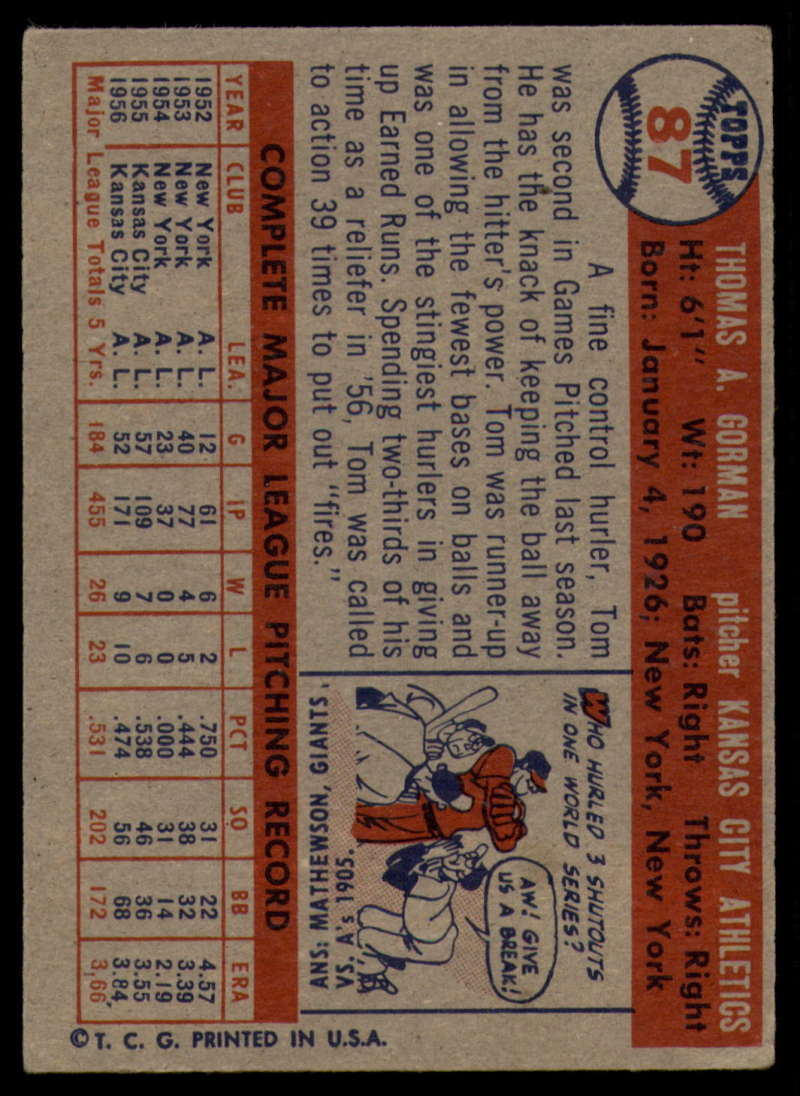 TOPPS
87
THOMAS A. GORMAN pitcher KANSAS CITY ATHLETICS
Ht: 6'1" Wt: 190 Bats: Right Throws: Right
Born: January 4, 1926; New York, New York
A fine control hurler, Tom
was second in Games Pitched last season.
He has the knack of keeping the ball away
from the hitter's power. Tom was runner-up
in allowing the fewest bases on balls and
was one of the stingiest hurlers in giving
up Earned Runs. Spending two-thirds of his
time as a reliefer in '56, Tom was called
to action 39 times to put out "fires."
WHO HURLED 3 SHUTOUTS
IN ONE WORLD SERIES?
AW! GIVE
US A BREAK!
ANS: MATHEWSON, GIANTS,
VS. A's 1905.
COMPLETE MAJOR LEAGUE PITCHING RECORD
YEAR CLUB LEA. G IP W L PCT SO BB ERA
1952 New York A. L. 12 61 6 2 .750 31 22 4.57
1953 New York A. L. 40 77 4 5 .444 38 32 3.39
1954 New York A. L. 23 37 0 0 .000 31 14 2.19
1955 Kansas City A. L. 57 109 7 6 .538 46 36 3.55
1956 Kansas City A. L. 52 171 9 10 .474 56 68 3.84
Major League Totals 5 Yrs. 184 455 26 23 .531 202 172 3.66
© T. C. G. PRINTED IN U.S.A.